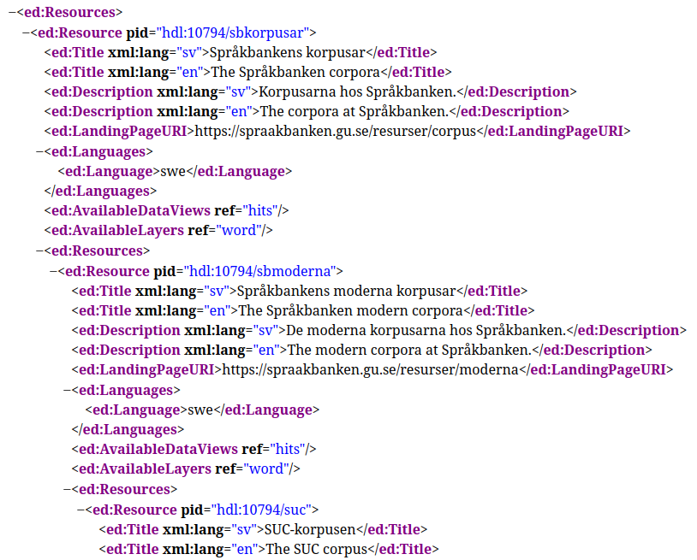 –<ed:Resources>
–<ed:Resource pid="hdl:10794/sbkorpusar">
<ed:Title xml:lang="sv">Språkbankens korpusar</ed:Title>
<ed:Title xml:lang="en">The Språkbanken corpora</ed:Title>
<ed:Description xml:lang="sv">Korpusarna hos Språkbanken.</ed:Description>
<ed:Description xml:lang="en">The corpora at Språkbanken.</ed:Description>
<ed:LandingPageURI>https://spraakbanken.gu.se/resurser/corpus</ed:LandingPageURI>
–<ed:Languages>
<ed:Language>swe</ed:Language>
</ed:Languages>
<ed:AvailableDataViews ref="hits"/>
<ed:AvailableLayers ref="word"/>
–<ed:Resources>
–<ed:Resource pid="hdl:10794/sbmoderna">
<ed:Title xml:lang="sv">Språkbankens moderna korpusar</ed:Title>
<ed:Title xml:lang="en">The Språkbanken modern corpora</ed:Title>
<ed:Description xml:lang="sv">De moderna korpusarna hos Språkbanken.</ed:Description>
<ed:Description xml:lang="en">The modern corpora at Språkbanken.</ed:Description>
<ed:LandingPageURI>https://spraakbanken.gu.se/resurser/moderna</ed:LandingPageURI>
–<ed:Languages>
<ed:Language>swe</ed:Language>
</ed:Languages>
<ed:AvailableDataViews ref="hits"/>
<ed:AvailableLayers ref="word"/>
–<ed:Resources>
–<ed:Resource pid="hdl:10794/suc">
<ed:Title xml:lang="sv">SUC-korpusen</ed:Title>
<ed:Title xml:lang="en">The SUC corpus</ed:Title>